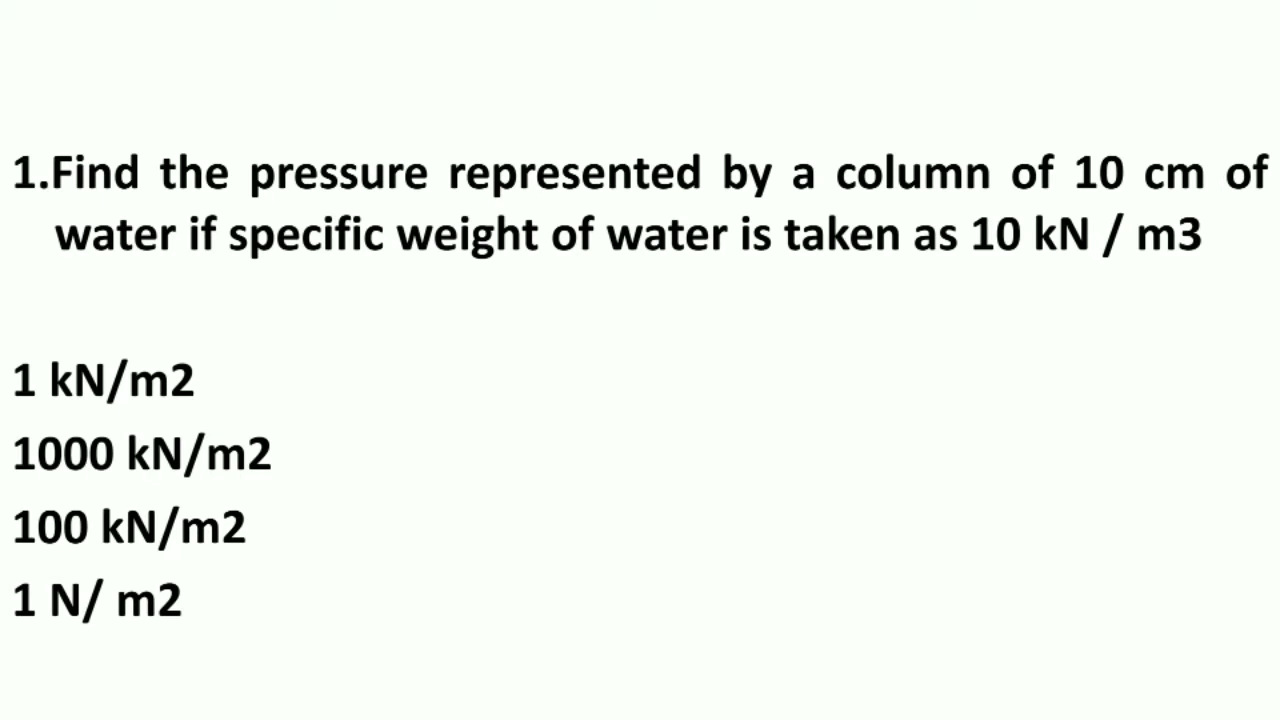 1.Find the pressure represented by a column of 10 cm of
water if specific weight of water is taken as 10 kN / m3
1 kN/m2
1000 kN/m2
100 kN/m2
1 N/ m2